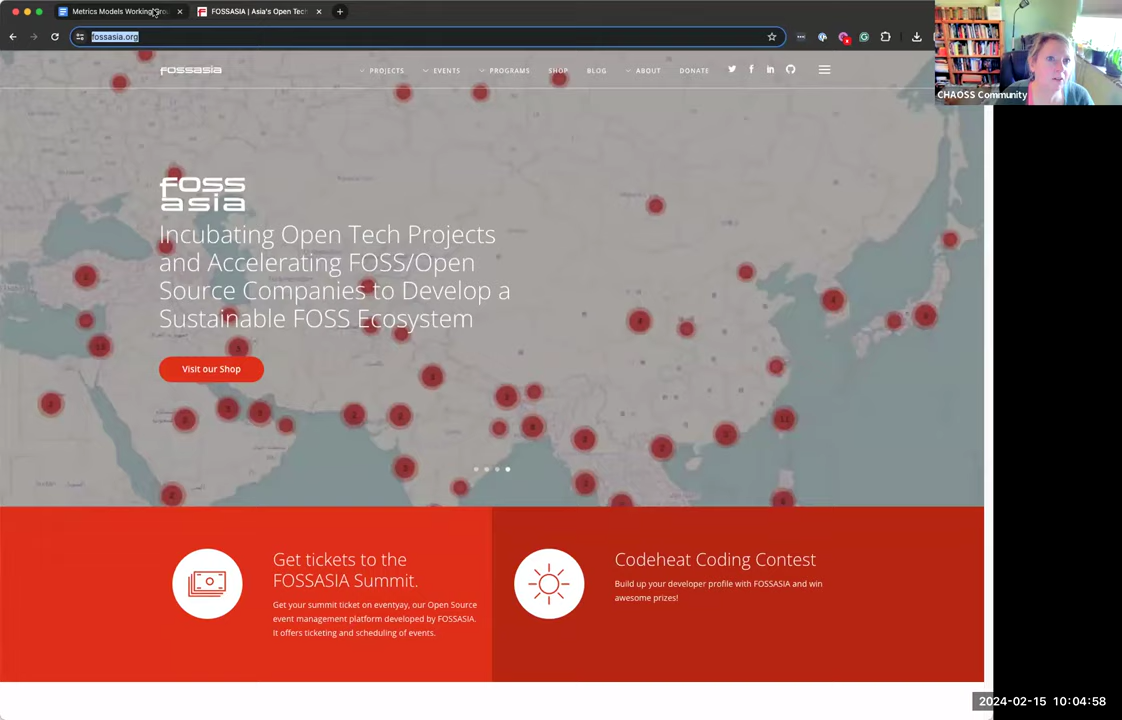 Metrics Models Working Gro
FOSSASIA | Asia's Open Tech
fossasia.org
fossasia
PROJECTS
EVENTS
PROGRAMS
SHOP
BLOG
ABOUT
DONATE
CHAOSS Community
foss
asia
Incubating Open Tech Projects
and Accelerating FOSS/Open
Source Companies to Develop a
Sustainable FOSS Ecosystem
Visit our Shop
Get tickets to the
FOSSASIA Summit.
Get your summit ticket on eventyay, our Open Source
event management platform developed by FOSSASIA.
It offers ticketing and scheduling of events.
Codeheat Coding Contest
Build up your developer profile with FOSSASIA and win
awesome prizes!
2024-02-15 10:04:58